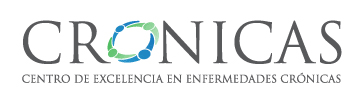 CRONICAS
CENTRO DE EXCELENCIA EN ENFERMEDADES CRÓNICAS